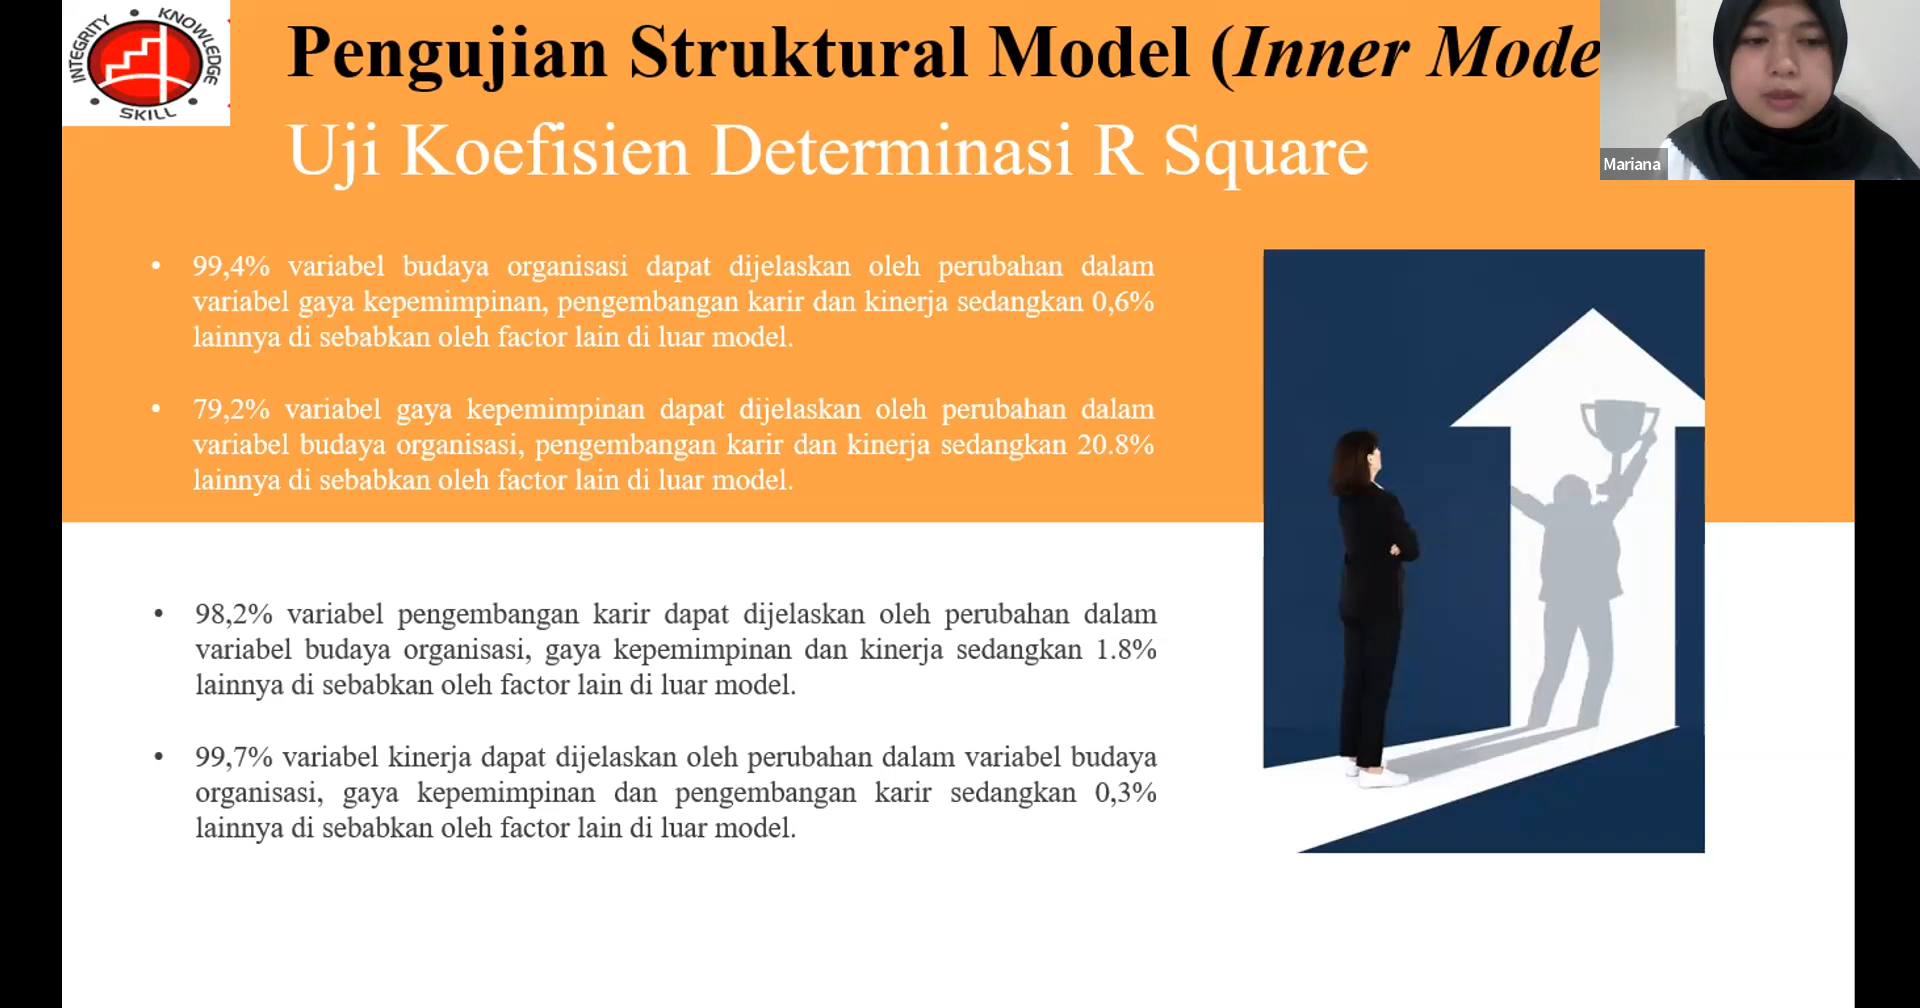 INTEGRITY
KNOWLEDGE
SKILL
Pengujian Struktural Model (Inner Mode
Uji Koefisien Determinasi R Square
Mariana
• 99,4% variabel budaya organisasi dapat dijelaskan oleh perubahan dalam
variabel gaya kepemimpinan, pengembangan karir dan kinerja sedangkan 0,6%
lainnya di sebabkan oleh factor lain di luar model.
• 79,2% variabel gaya kepemimpinan dapat dijelaskan oleh perubahan dalam
variabel budaya organisasi, pengembangan karir dan kinerja sedangkan 20.8%
lainnya di sebabkan oleh factor lain di luar model.
• 98,2% variabel pengembangan karir dapat dijelaskan oleh perubahan dalam
variabel budaya organisasi, gaya kepemimpinan dan kinerja sedangkan 1.8%
lainnya di sebabkan oleh factor lain di luar model.
• 99,7% variabel kinerja dapat dijelaskan oleh perubahan dalam variabel budaya
organisasi, gaya kepemimpinan dan pengembangan karir sedangkan 0,3%
lainnya di sebabkan oleh factor lain di luar model.